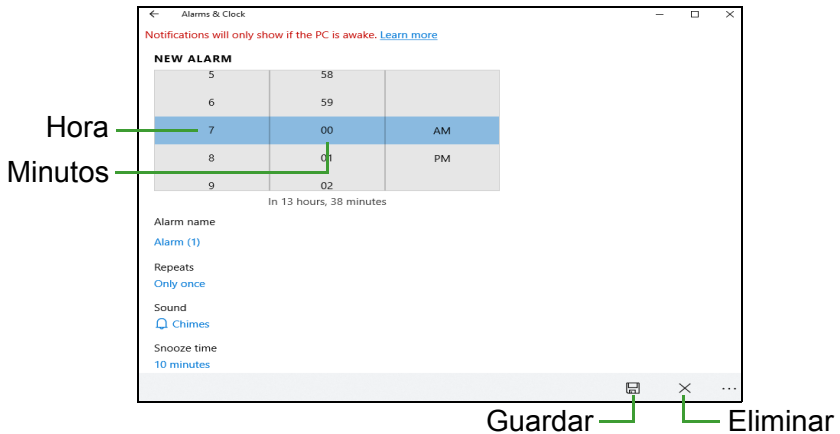 Alarms & Clock
Notifications will only show if the PC is awake. Learn more
NEW ALARM
5 58
6 59
Hora 7 00 AM
8 01 PM
Minutos
9 02
In 13 hours, 38 minutes
Alarm name
Alarm (1)
Repeats
Only once
Sound
Chimes
Snooze time
10 minutes
...
Guardar Eliminar